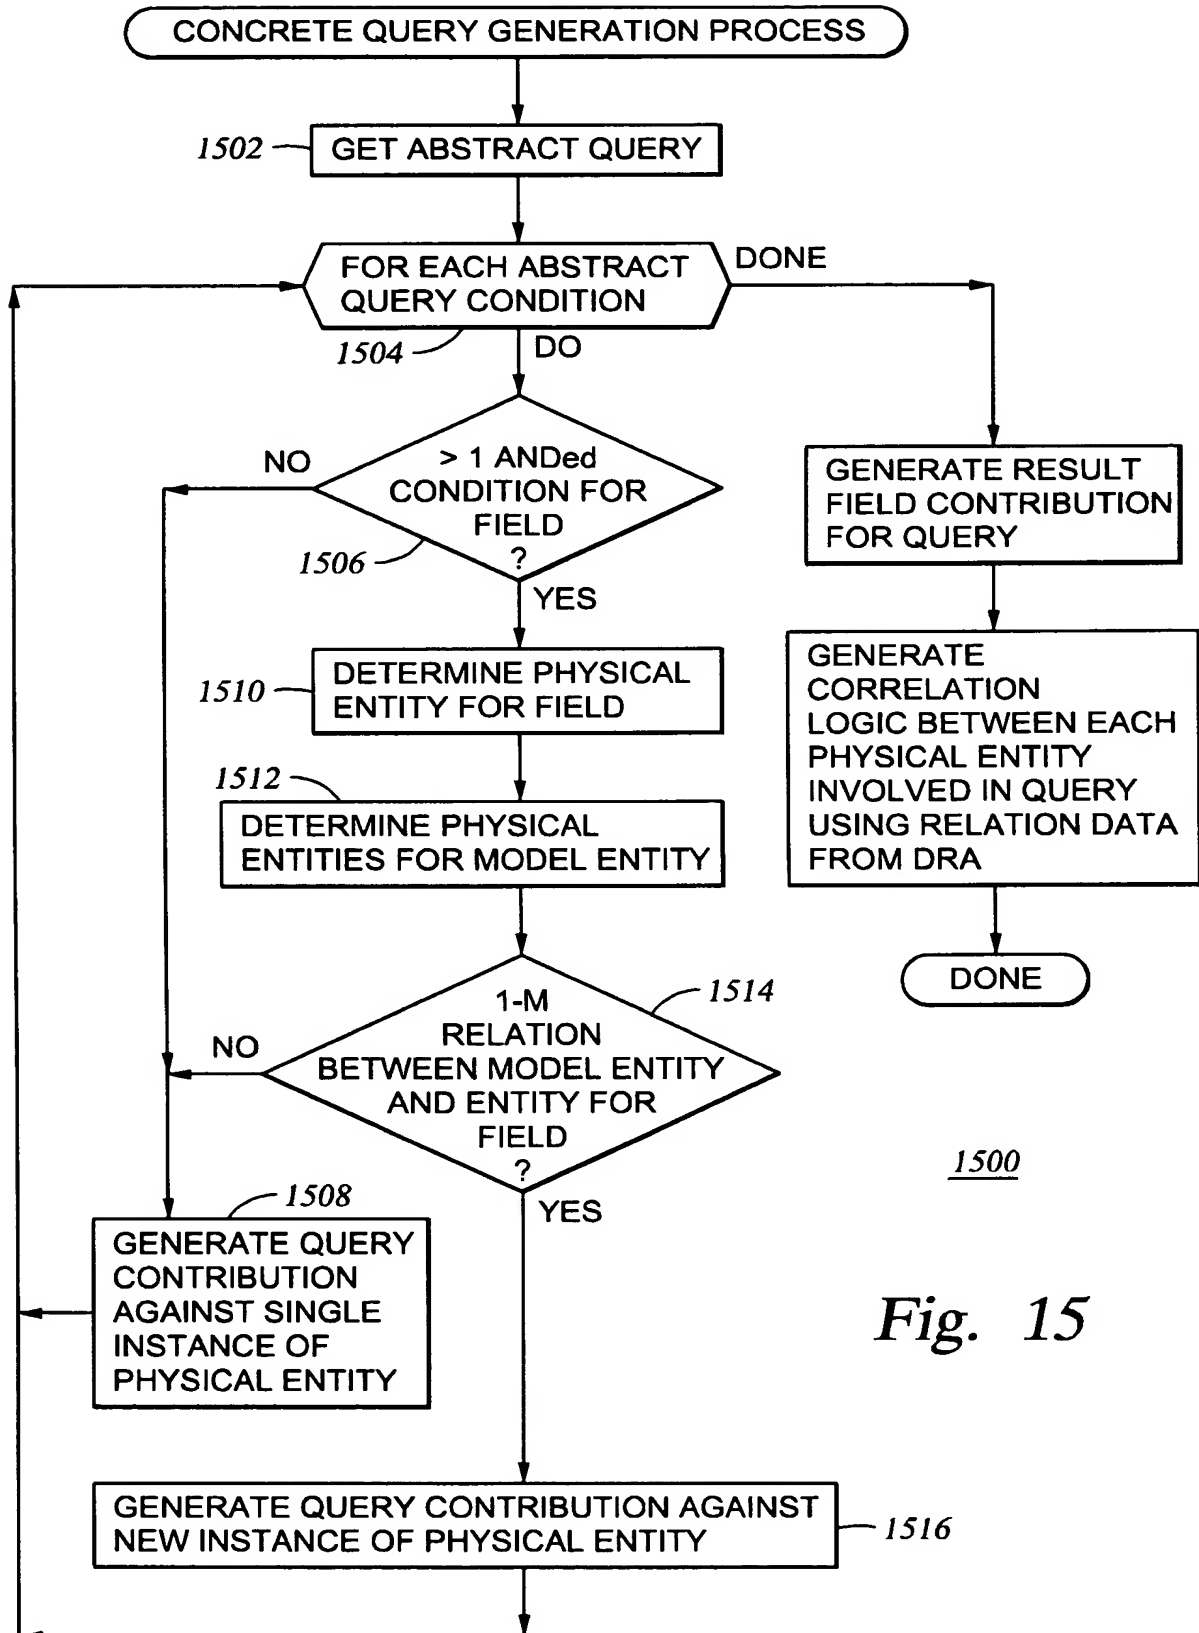 CONCRETE QUERY GENERATION PROCESS
1502
GET ABSTRACT QUERY
FOR EACH ABSTRACT
QUERY CONDITION
DONE
1504
DO
> 1 ANDed
CONDITION FOR
FIELD
?
NO
1506
YES
GENERATE RESULT
FIELD CONTRIBUTION
FOR QUERY
1510
DETERMINE PHYSICAL
ENTITY FOR FIELD
GENERATE
CORRELATION
LOGIC BETWEEN EACH
PHYSICAL ENTITY
INVOLVED IN QUERY
USING RELATION DATA
FROM DRA
1512
DETERMINE PHYSICAL
ENTITIES FOR MODEL ENTITY
DONE
1-M
RELATION
BETWEEN MODEL ENTITY
AND ENTITY FOR
FIELD
?
1514
NO
YES
1500
1508
GENERATE QUERY
CONTRIBUTION
AGAINST SINGLE
INSTANCE OF
PHYSICAL ENTITY
Fig. 15
GENERATE QUERY CONTRIBUTION AGAINST
NEW INSTANCE OF PHYSICAL ENTITY
1516